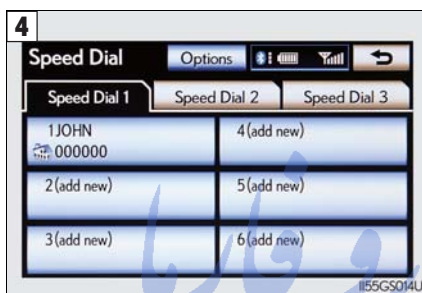 4
Speed Dial Options
Speed Dial 1 Speed Dial 2 Speed Dial 3
1JOHN
000000
4(add new)
2(add new)
5(add new)
3(add new)
6(add new)
II55GS014U